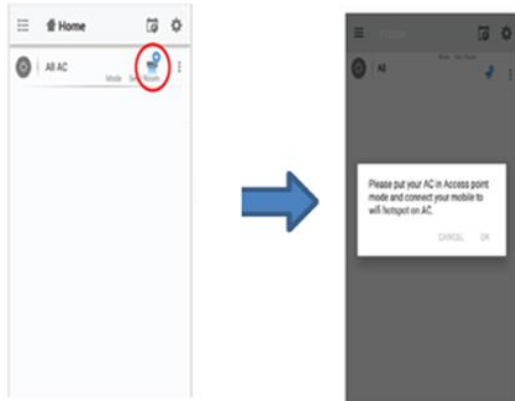 Home
All AC
Mode
Room
All
Please put your AC in Access point
mode and connect your mobile to
wifi hotspot on AC.
CANCEL OK